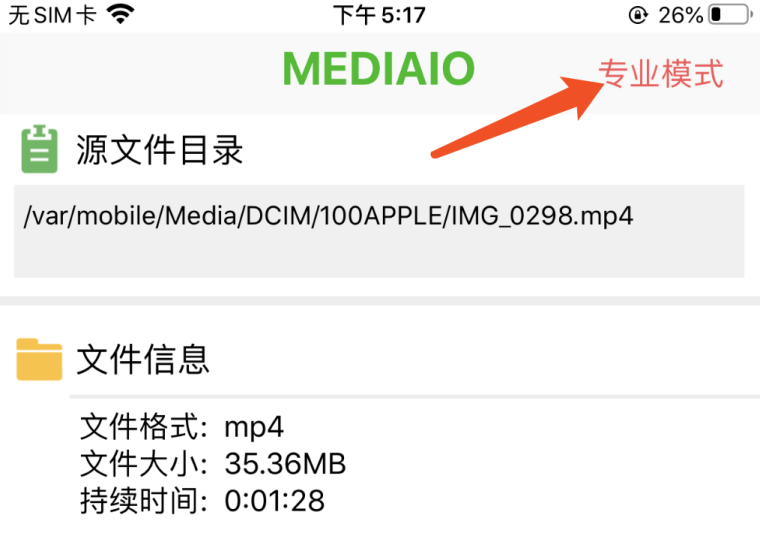 无SIM卡 下午5:17 26%
MEDIAIO 专业模式
源文件目录
/var/mobile/Media/DCIM/100APPLE/IMG_0298.mp4
文件信息
文件格式: mp4
文件大小: 35.36MB
持续时间: 0:01:28